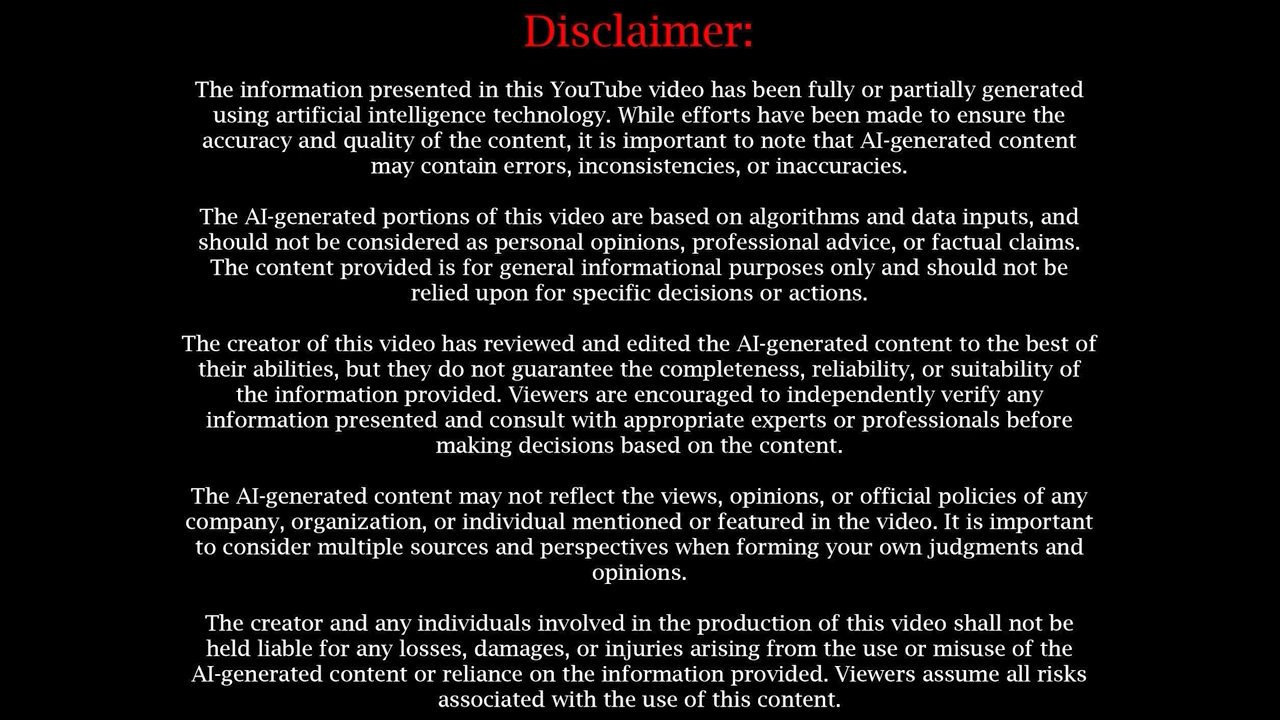 Disclaimer:
The information presented in this YouTube video has been fully or partially generated
using artificial intelligence technology. While efforts have been made to ensure the
accuracy and quality of the content, it is important to note that AI-generated content
may contain errors, inconsistencies, or inaccuracies.
The AI-generated portions of this video are based on algorithms and data inputs, and
should not be considered as personal opinions, professional advice, or factual claims.
The content provided is for general informational purposes only and should not be
relied upon for specific decisions or actions.
The creator of this video has reviewed and edited the AI-generated content to the best of
their abilities, but they do not guarantee the completeness, reliability, or suitability of
the information provided. Viewers are encouraged to independently verify any
information presented and consult with appropriate experts or professionals before
making decisions based on the content.
The AI-generated content may not reflect the views, opinions, or official policies of any
company, organization, or individual mentioned or featured in the video. It is important
to consider multiple sources and perspectives when forming your own judgments and
opinions.
The creator and any individuals involved in the production of this video shall not be
held liable for any losses, damages, or injuries arising from the use or misuse of the
AI-generated content or reliance on the information provided. Viewers assume all risks
associated with the use of this content.